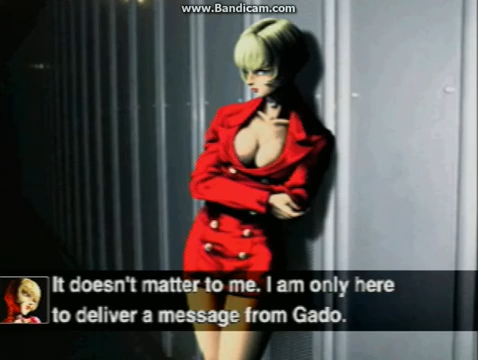 www.Bandicam.com
It doesn't matter to me. I am only here
to deliver a message from Gado.